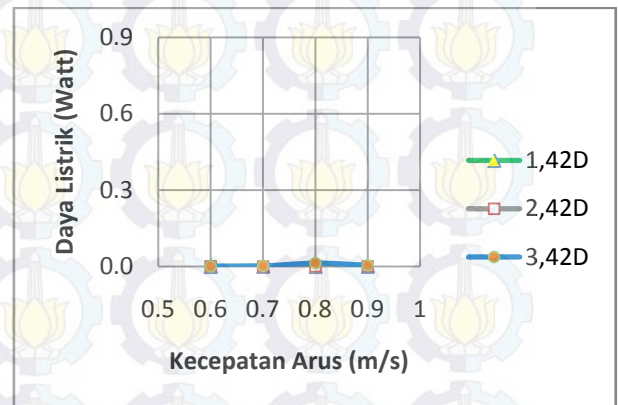 Daya Listrik (Watt)
0.9
0.6
0.3
0.0
0.5 0.6 0.7 0.8 0.9 1
Kecepatan Arus (m/s)
1,42D
2,42D
3,42D